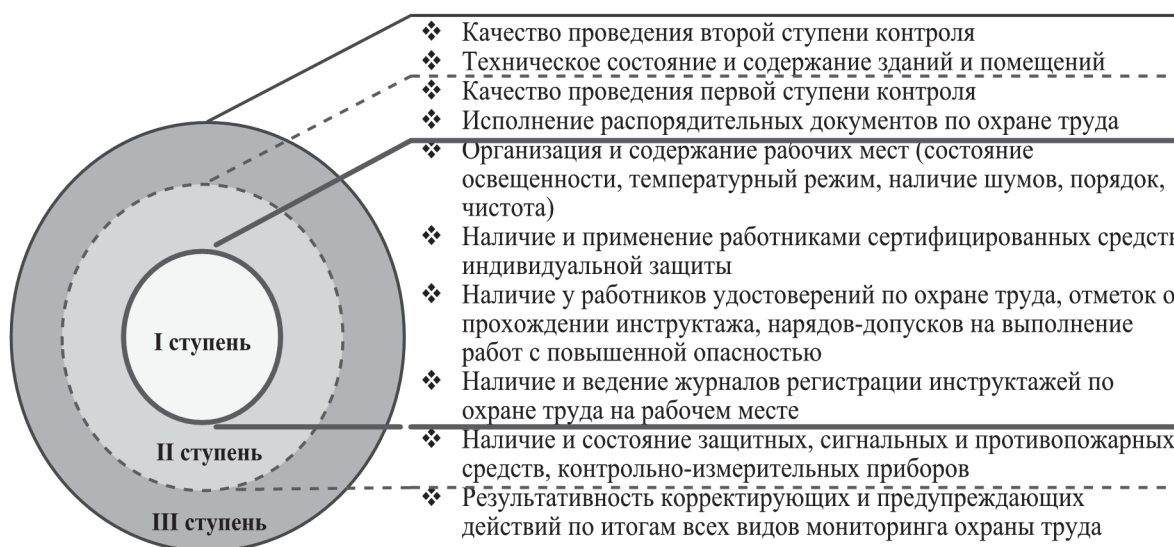 ❖ Качество проведения второй ступени контроля
❖ Техническое состояние и содержание зданий и помещений
❖ Качество проведения первой ступени контроля
❖ Исполнение распорядительных документов по охране труда
❖ Организация и содержание рабочих мест (состояние
освещенности, температурный режим, наличие шумов, порядок,
чистота)
❖ Наличие и применение работниками сертифицированных средств
индивидуальной защиты
❖ Наличие у работников удостоверений по охране труда, отметок о
прохождении инструктажа, нарядов-допусков на выполнение
работ с повышенной опасностью
❖ Наличие и ведение журналов регистрации инструктажей по
охране труда на рабочем месте
❖ Наличие и состояние защитных, сигнальных и противопожарных
средств, контрольно-измерительных приборов
❖ Результативность корректирующих и предупреждающих
действий по итогам всех видов мониторинга охраны труда
I ступень
II ступень
III ступень